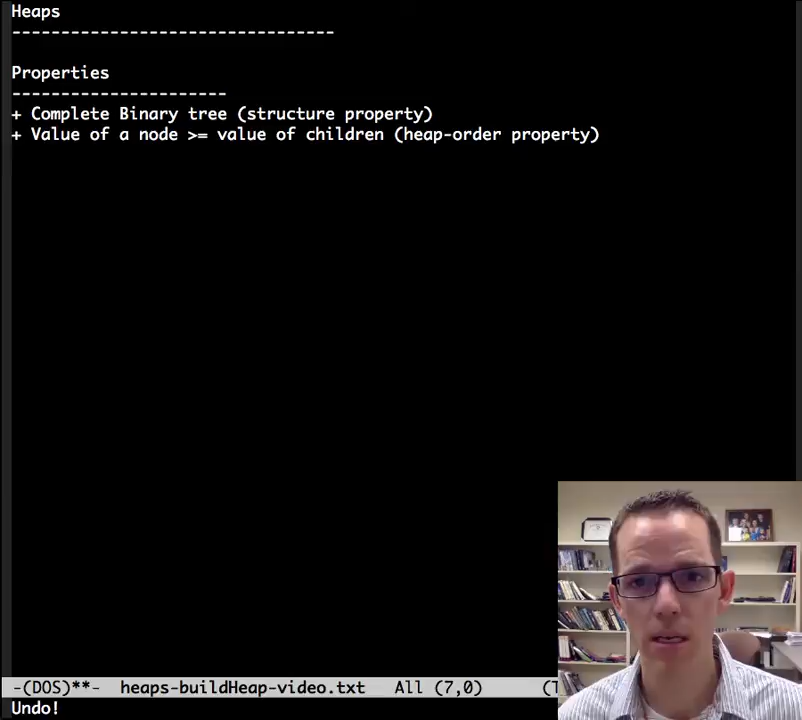 Heaps
---------------------------------
Properties
----------------------
+ Complete Binary tree (structure property)
+ Value of a node >= value of children (heap-order property)
-(DOS)**-  heaps-buildHeap-video.txt   All (7,0)      (T
Undo!